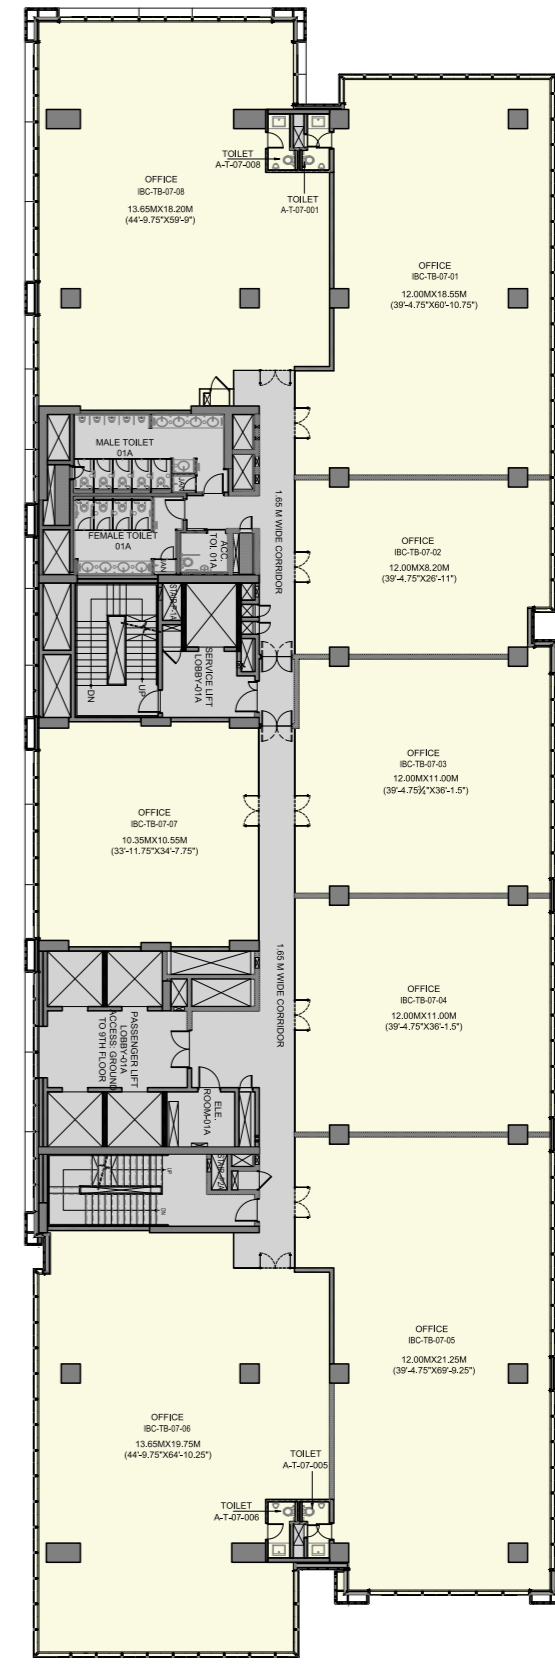 TOILET
A-T-07-008
TOILET
A-T-07-001
OFFICE
IBC-TB-07-08
13.65MX18.20M
(44'-9.75"X59'-9")
OFFICE
IBC-TB-07-01
12.00MX18.55M
(39'-4.75"X60'-10.75")
MALE TOILET
01A
JAN
FEMALE TOILET
01A
JAN
ACC.
TOI. 01A
1.65 M WIDE CORRIDOR
OFFICE
IBC-TB-07-02
12.00MX8.20M
(39'-4.75"X26'-11")
DN
UP
SERVICE LIFT
LOBBY-01A
OFFICE
IBC-TB-07-03
12.00MX11.00M
OFFICE
IBC-TB-07-07
10.35MX10.55M
(33'-11.75"X34'-7.75")
1.65 M WIDE CORRIDOR
OFFICE
IBC-TB-07-04
12.00MX11.00M
(39'-4.75"X36'-1.5")
PASSENGER LIFT
LOBBY-01A
ACCESS: GROUND
TO 9TH FLOOR
ELE.
ROOM-01A
UP
DN
OFFICE
IBC-TB-07-05
12.00MX21.25M
(39'-4.75"X69'-9.25")
OFFICE
IBC-TB-07-06
13.65MX19.75M
(44'-9.75"X64'-10.25")
TOILET
A-T-07-005
TOILET
A-T-07-006